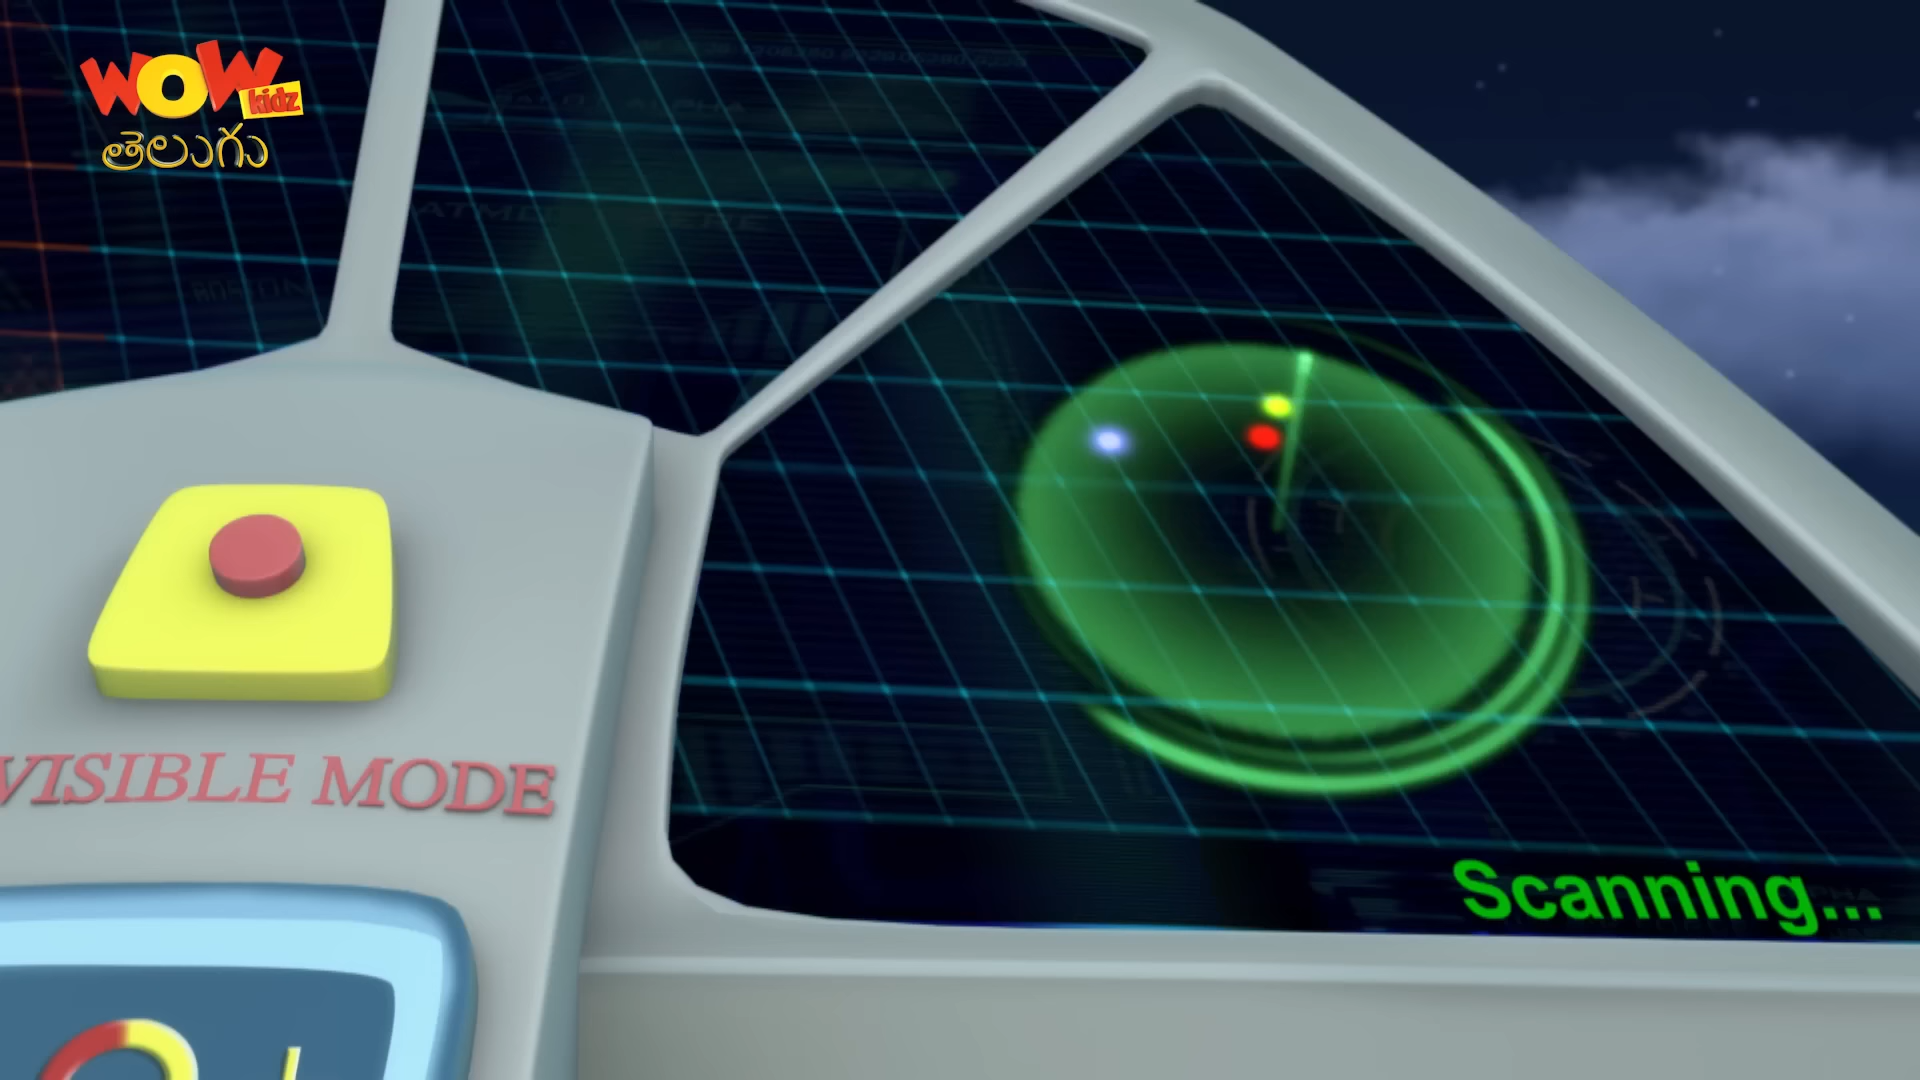 WOW
kidz
తెలుగు
VISIBLE MODE
Scanning...